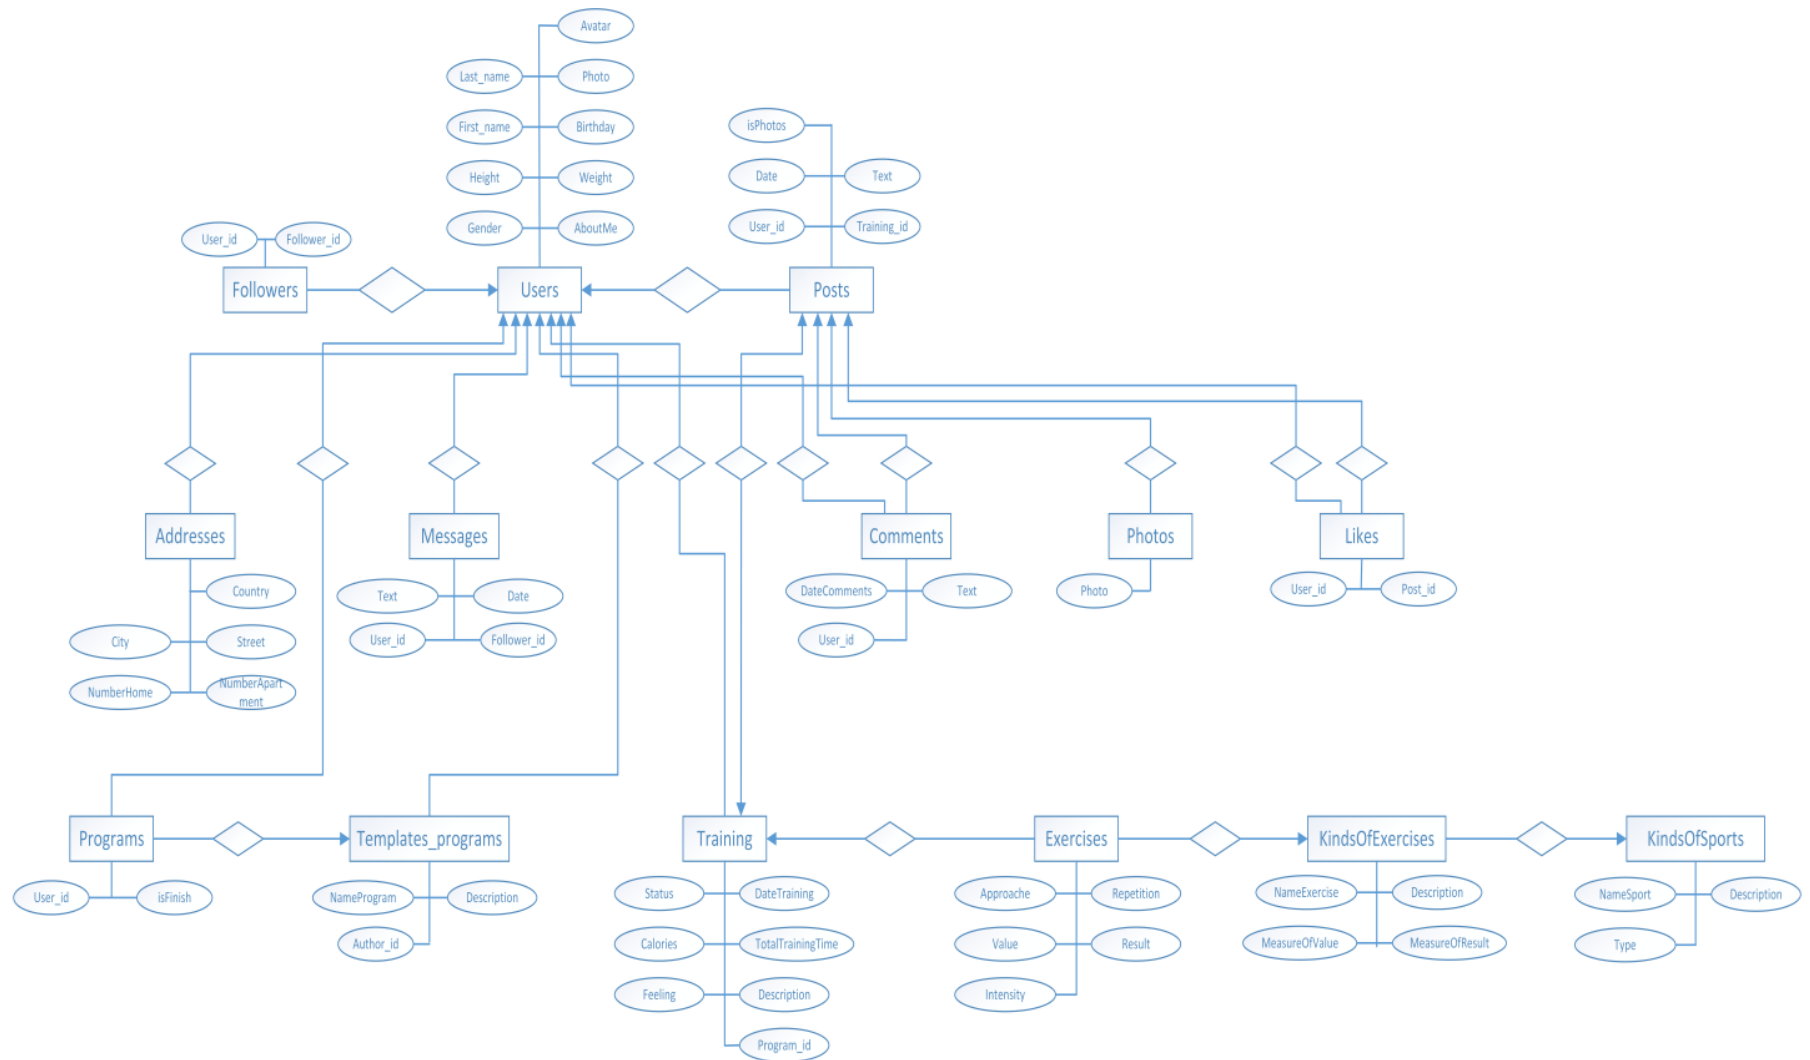 Avatar
Last_name
Photo
First_name
Birthday
isPhotos
Height
Weight
Date
Text
Gender
AboutMe
User_id
Training_id
User_id
Follower_id
Followers
Users
Posts
Addresses
Messages
Comments
Photos
Likes
Country
Text
Date
DateComments
Text
Photo
User_id
Post_id
City
Street
User_id
Follower_id
User_id
NumberHome
NumberApart
ment
Programs
Templates_programs
Training
Exercises
KindsOfExercises
KindsOfSports
User_id
isFinish
NameProgram
Description
Status
DateTraining
Approache
Repetition
NameExercise
Description
NameSport
Description
Author_id
Calories
TotalTrainingTime
Value
Result
MeasureOfValue
MeasureOfResult
Type
Feeling
Description
Intensity
Program_id